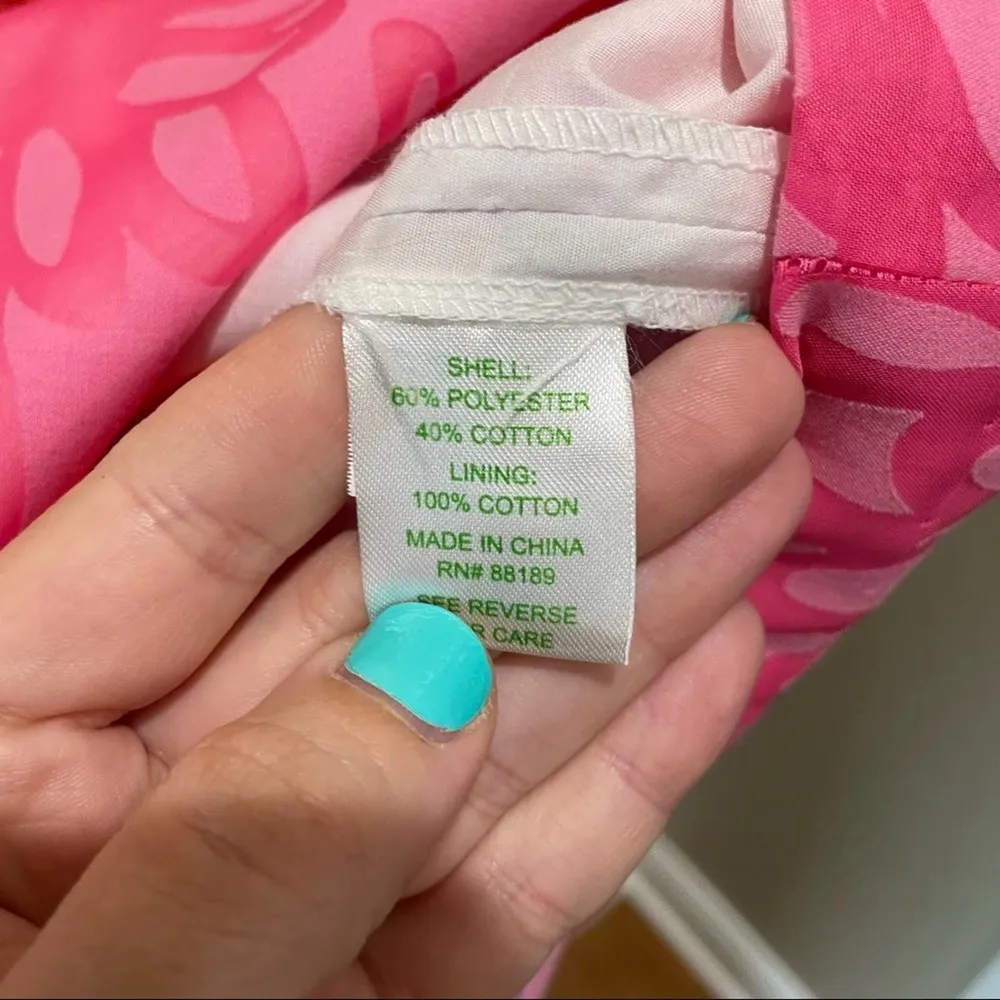 SHELL:
60% POLYESTER
40% COTTON
LINING:
100% COTTON
MADE IN CHINA
RN# 88189
SEE REVERSE
CARE